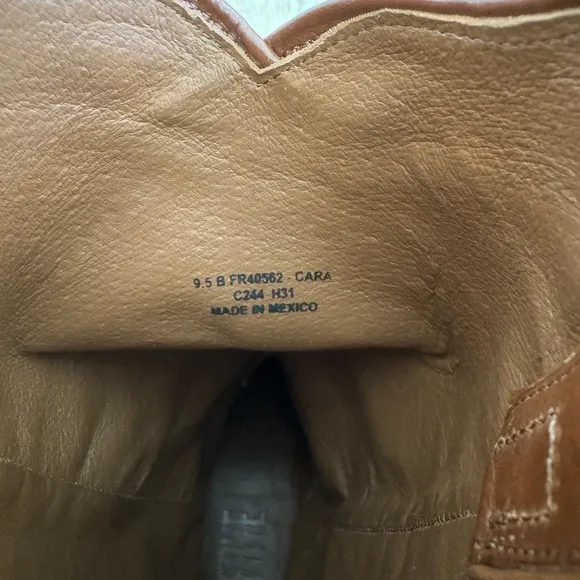 9.5 B FR40562 - CARA
C244 H31
MADE IN MEXICO